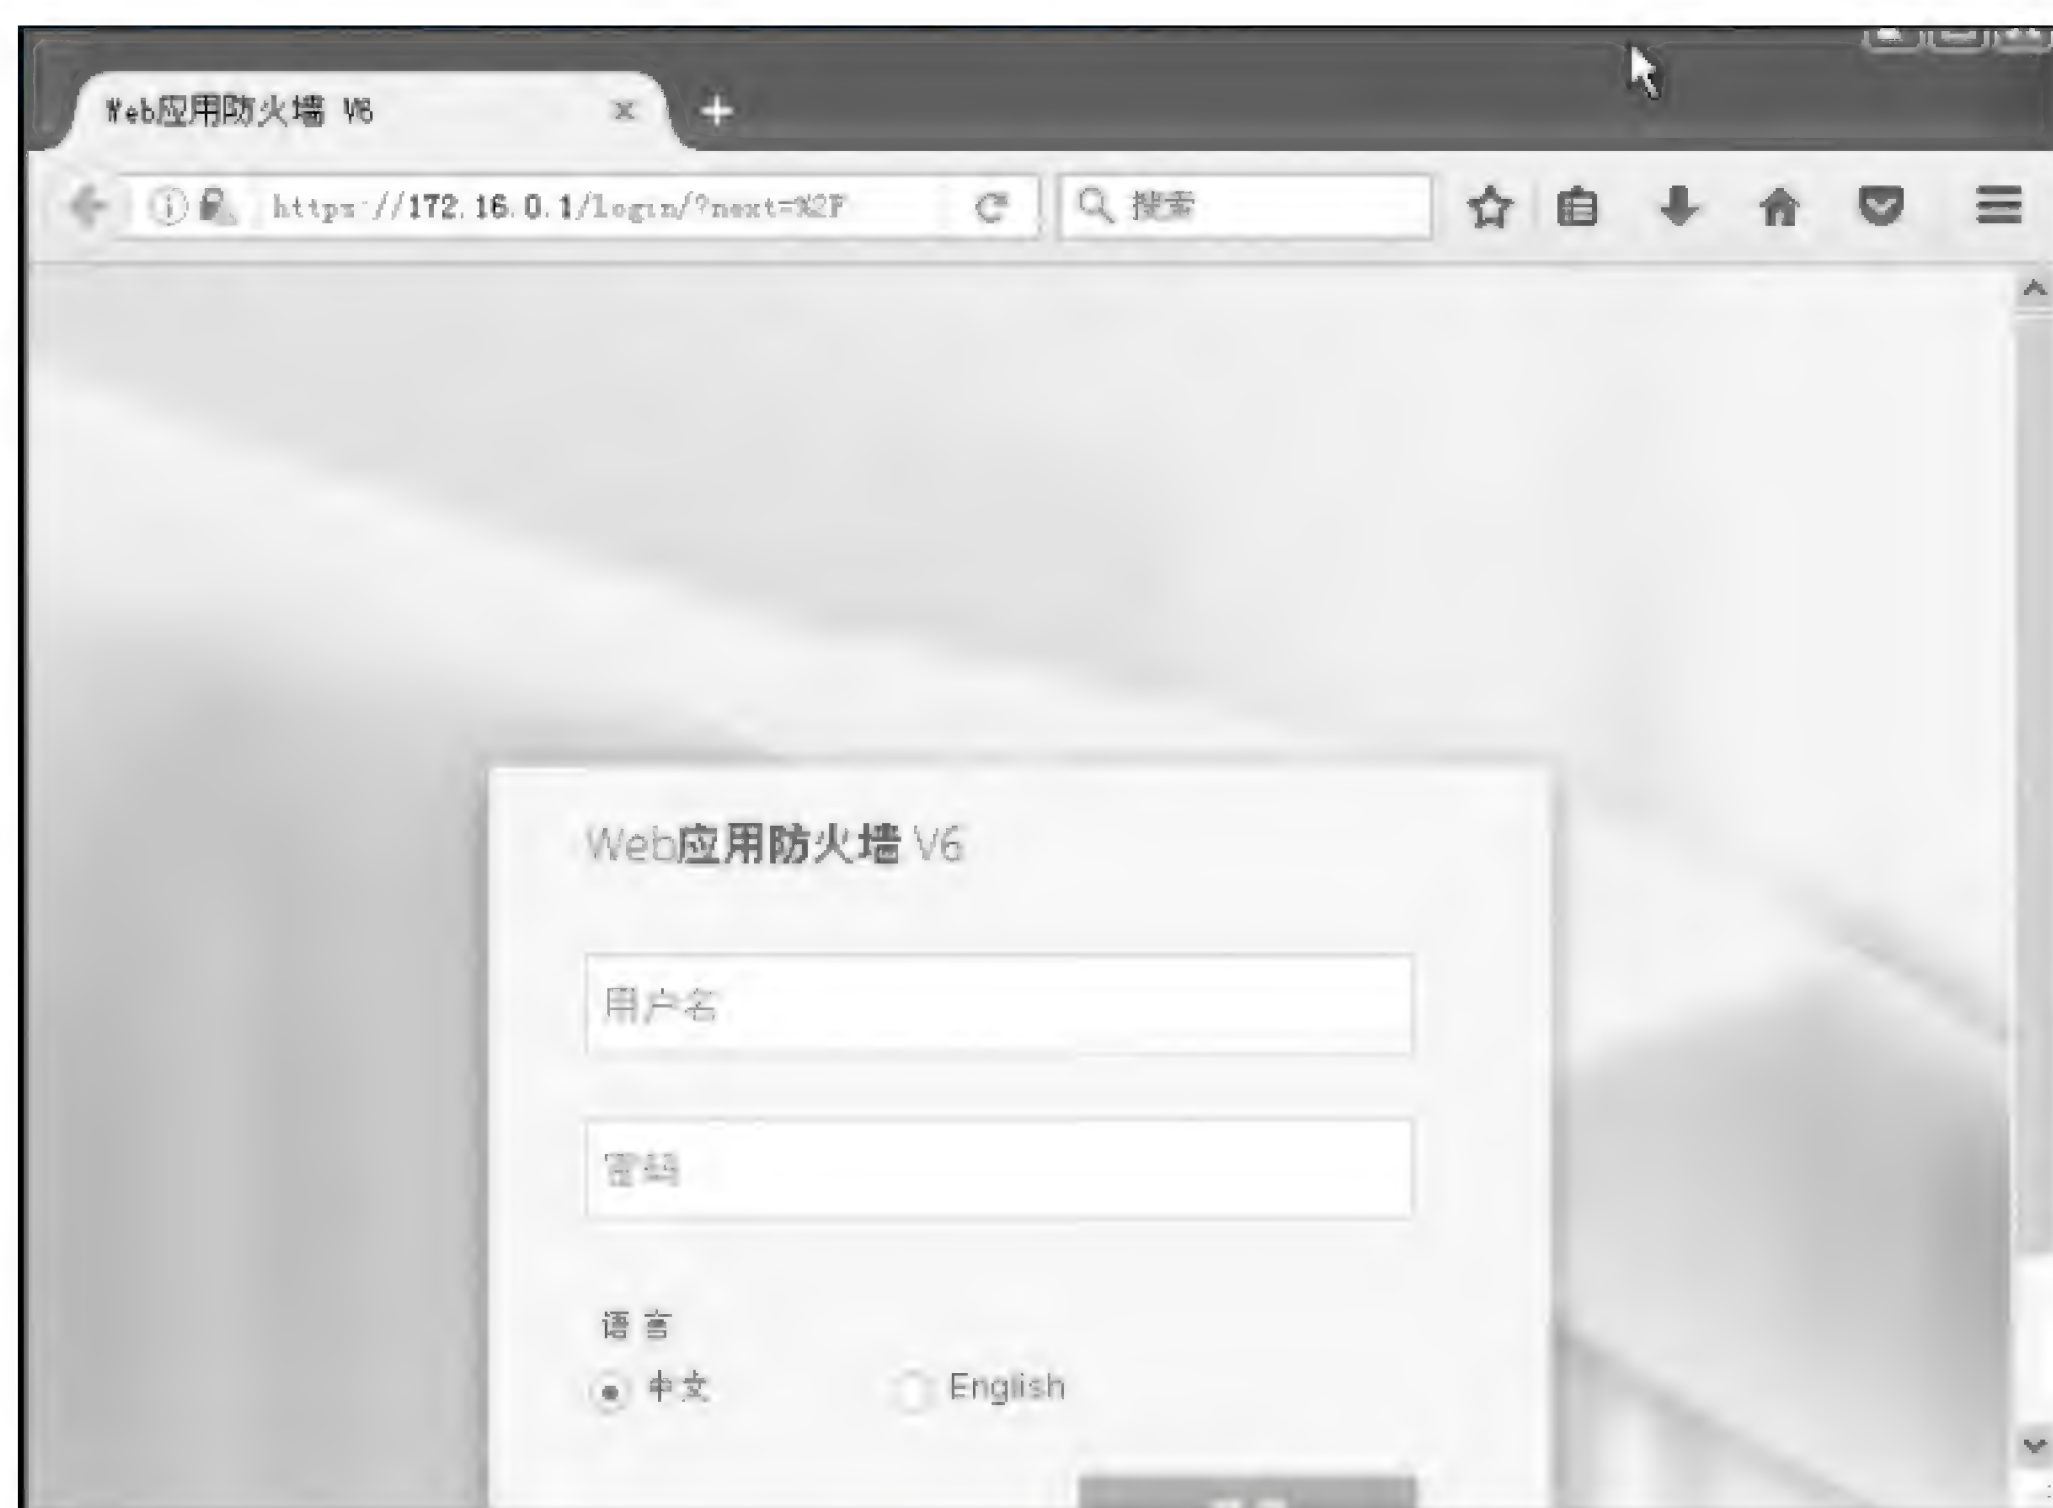 Web应用防火墙 V6
https://172.16.0.1/login/?next=%2F
搜索
Web应用防火墙 V6
用户名
密码
语言
中文
English